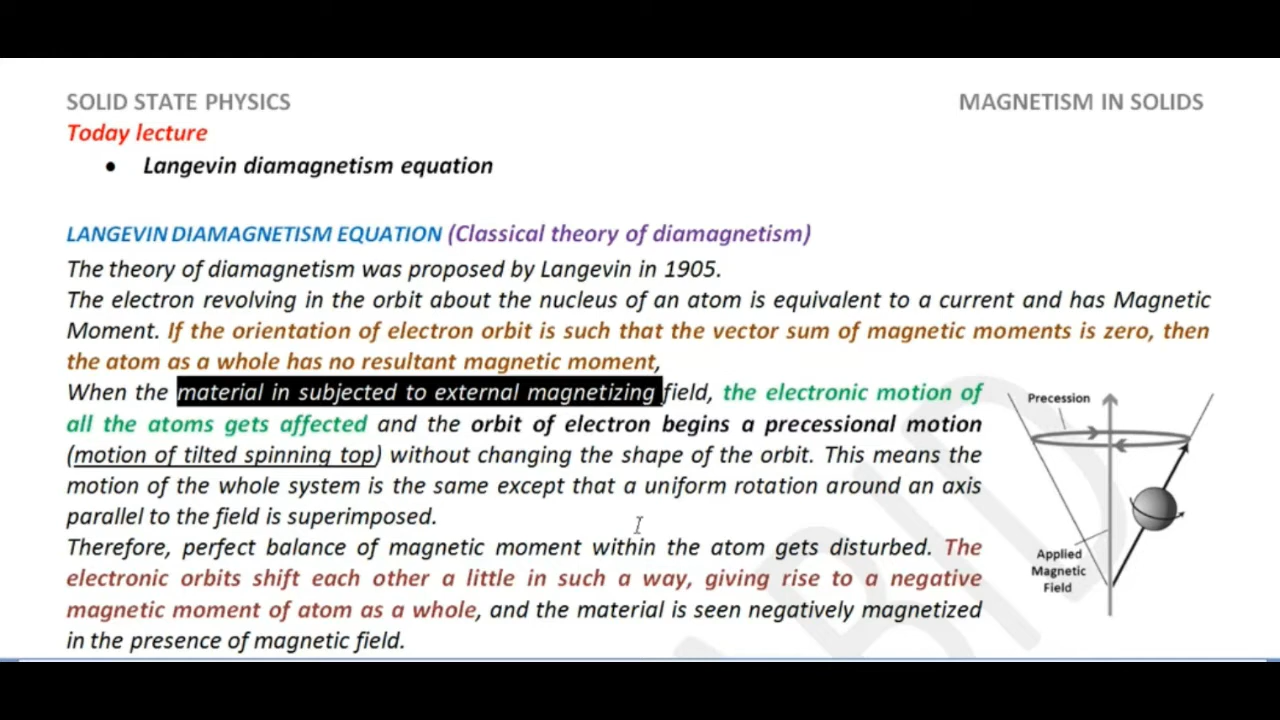 SOLID STATE PHYSICS
MAGNETISM IN SOLIDS
Today lecture
• Langevin diamagnetism equation
LANGEVIN DIAMAGNETISM EQUATION (Classical theory of diamagnetism)
The theory of diamagnetism was proposed by Langevin in 1905.
The electron revolving in the orbit about the nucleus of an atom is equivalent to a current and has Magnetic
Moment. If the orientation of electron orbit is such that the vector sum of magnetic moments is zero, then
the atom as a whole has no resultant magnetic moment,
When the material in subjected to external magnetizing field, the electronic motion of
all the atoms gets affected and the orbit of electron begins a precessional motion
(motion of tilted spinning top) without changing the shape of the orbit. This means the
motion of the whole system is the same except that a uniform rotation around an axis
parallel to the field is superimposed.
Therefore, perfect balance of magnetic moment within the atom gets disturbed. The
electronic orbits shift each other a little in such a way, giving rise to a negative
magnetic moment of atom as a whole, and the material is seen negatively magnetized
in the presence of magnetic field.
Precession
Applied
Magnetic
Field